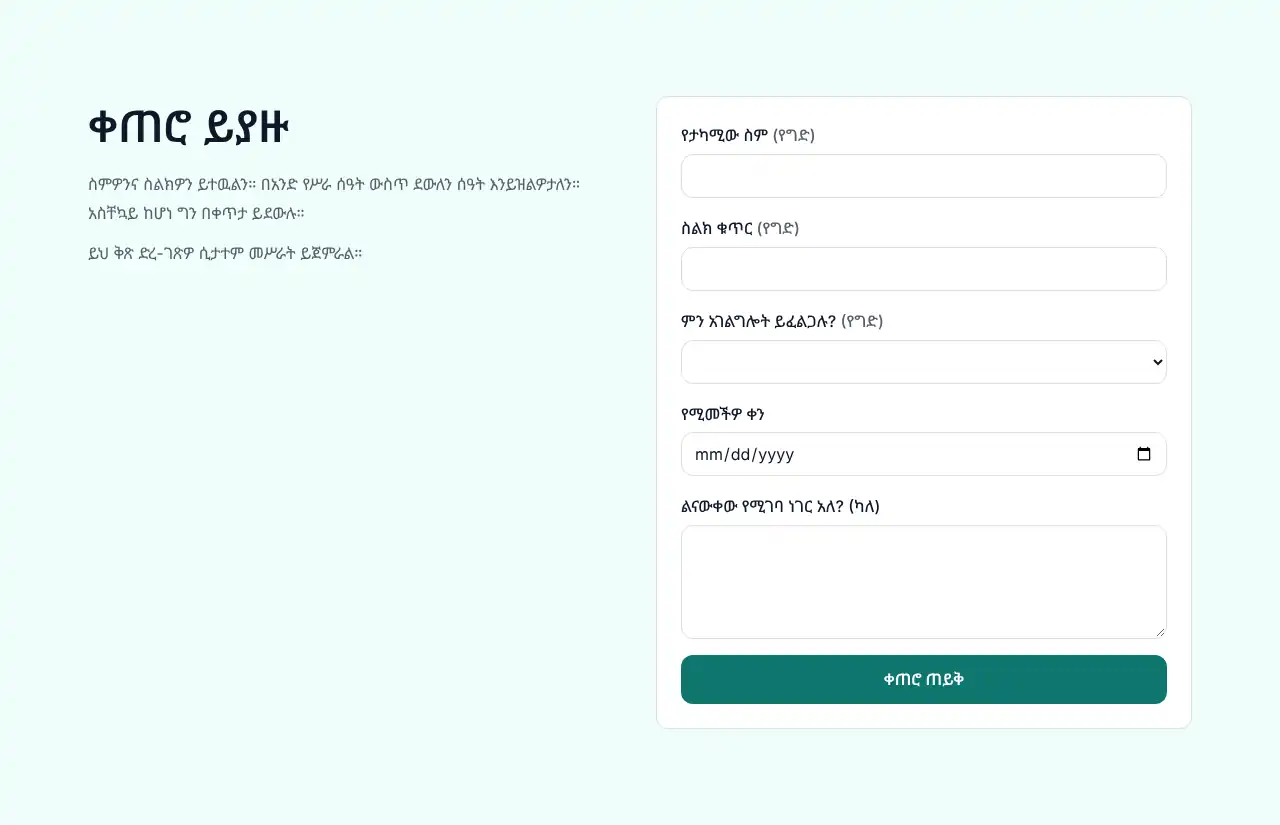 ቀጠሮ ይያዙ
ስምዎንና ስልክዎን ይተዉልን። በአንድ የሥራ ሰዓት ውስጥ ደውለን ሰዓት እንይዝልዎታለን።
አስቸኳይ ከሆነ ግን በቀጥታ ይደውሉ።
ይህ ቅጽ ድረ-ገጽዎ ሲታተም መሥራት ይጀምራል።
የታካሚው ስም (የግድ)
ስልክ ቁጥር (የግድ)
ምን አገልግሎት ይፈልጋሉ? (የግድ)
የሚመችዎ ቀን
mm/dd/yyyy
ልናውቀው የሚገባ ነገር አለ? (ካለ)
ቀጠሮ ጠይቅ